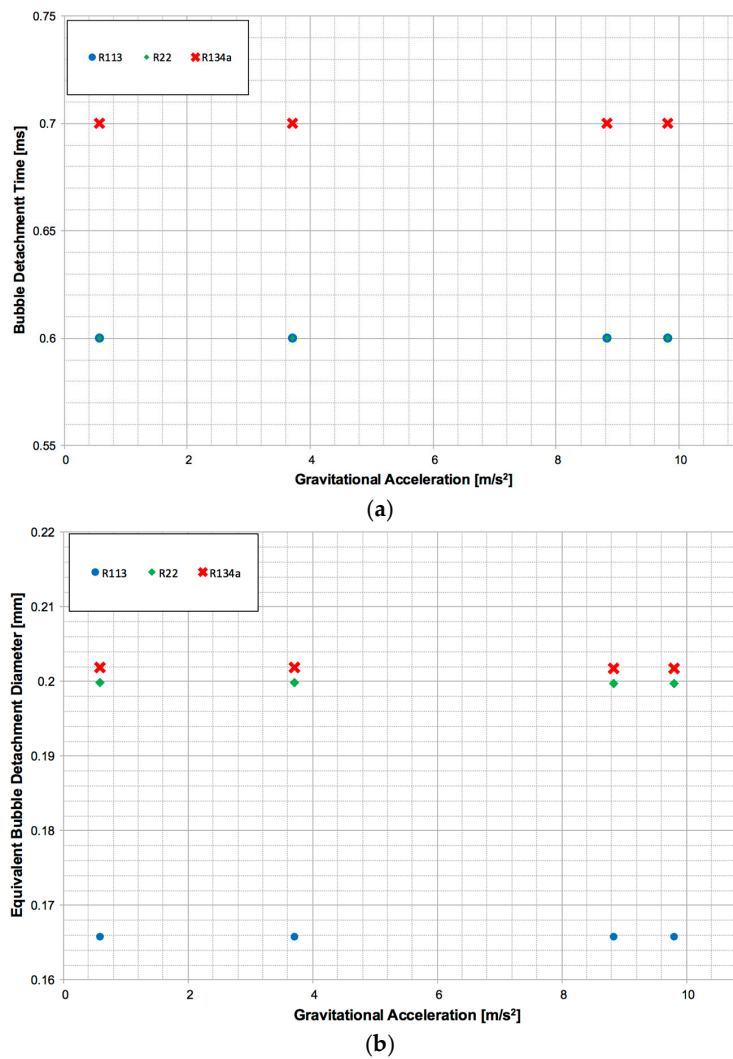 0.75
R113 R22 R134a
0.7
0.65
0.6
0.55
Bubble Detachmentt Time [ms]
0 2 4 6 8 10
Gravitational Acceleration [m/s²]
(a)
0.22
R113 R22 R134a
0.21
0.2
0.19
0.18
0.17
0.16
Equivalent Bubble Detachment Diameter [mm]
0 2 4 6 8 10
Gravitational Acceleration [m/s²]
(b)